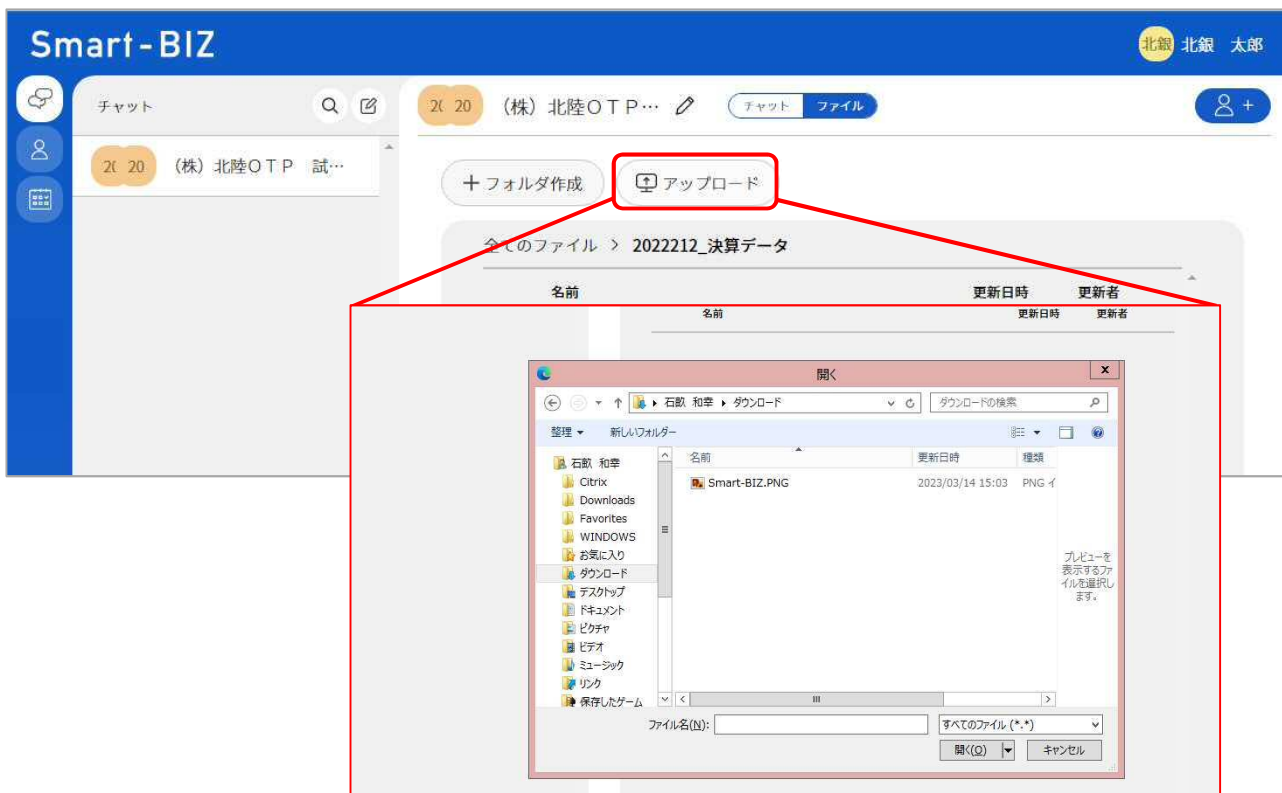 Smart-BIZ
北銀 北銀 太郎
チャット
2( 20 (株)北陸OTP… チャット ファイル
2( 20 (株)北陸OTP 試…
+フォルダ作成 アップロード
全てのファイル > 2022212_決算データ
名前 更新日時 更新者
名前 更新日時 更新者
開く
石畝 和幸 ▸ ダウンロード ダウンロードの検索
整理 新しいフォルダー
石畝 和幸
Citrix
Downloads
Favorites
WINDOWS
お気に入り
ダウンロード
デスクトップ
ドキュメント
ピクチャ
ビデオ
ミュージック
リンク
保存したゲーム
名前 更新日時 種類
Smart-BIZ.PNG 2023/03/14 15:03 PNG イ
プレビューを
表示するファ
イルを選択し
ます。
ファイル名(N): すべてのファイル (*.*)
開く(O) キャンセル